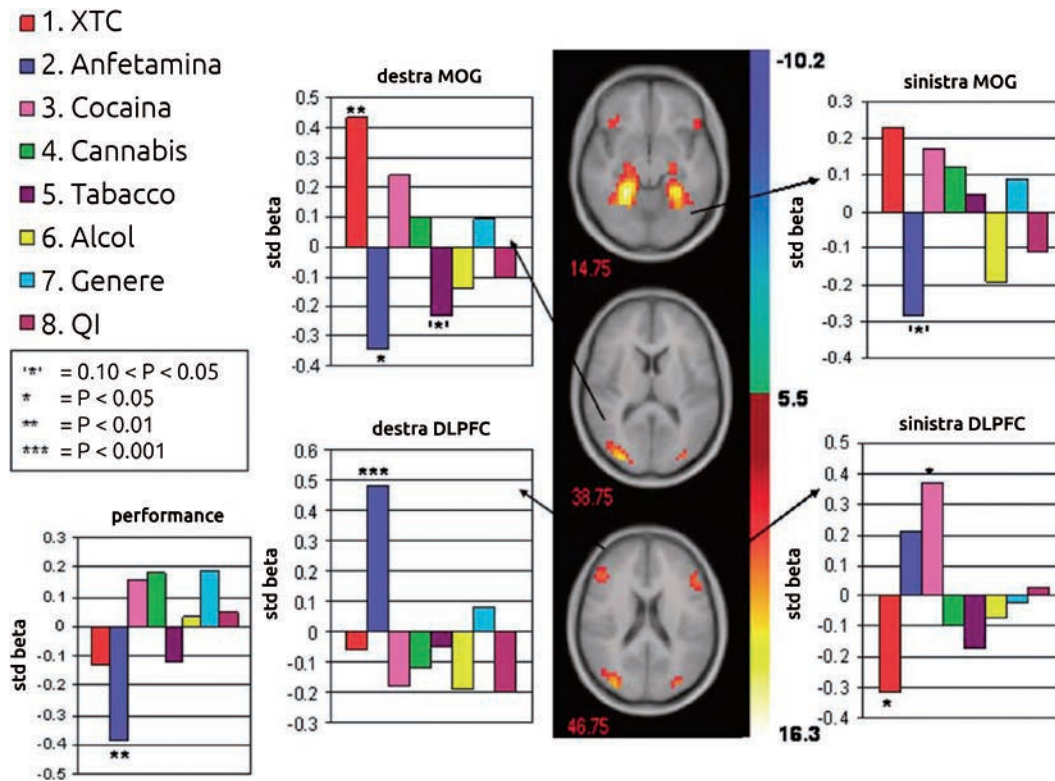 1. XTC
2. Anfetamina
3. Cocaina
4. Cannabis
5. Tabacco
6. Alcol
7. Genere
8. QI
'*' = 0.10 < P < 0.05
* = P < 0.05
** = P < 0.01
*** = P < 0.001
destra MOG
std beta
0.5
0.4
0.3
0.2
0.1
0
-0.1
-0.2
-0.3
-0.4
**
*
'*'
sinistra MOG
std beta
0.3
0.2
0.1
0
-0.1
-0.2
-0.3
-0.4
'*'
14.75
38.75
46.75
-10.2
5.5
16.3
performance
std beta
0.3
0.2
0.1
0
-0.1
-0.2
-0.3
-0.4
-0.5
**
destra DLPFC
std beta
0.6
0.5
0.4
0.3
0.2
0.1
0
-0.1
-0.2
-0.3
***
sinistra DLPFC
std beta
0.5
0.4
0.3
0.2
0.1
0
-0.1
-0.2
-0.3
-0.4
*
*